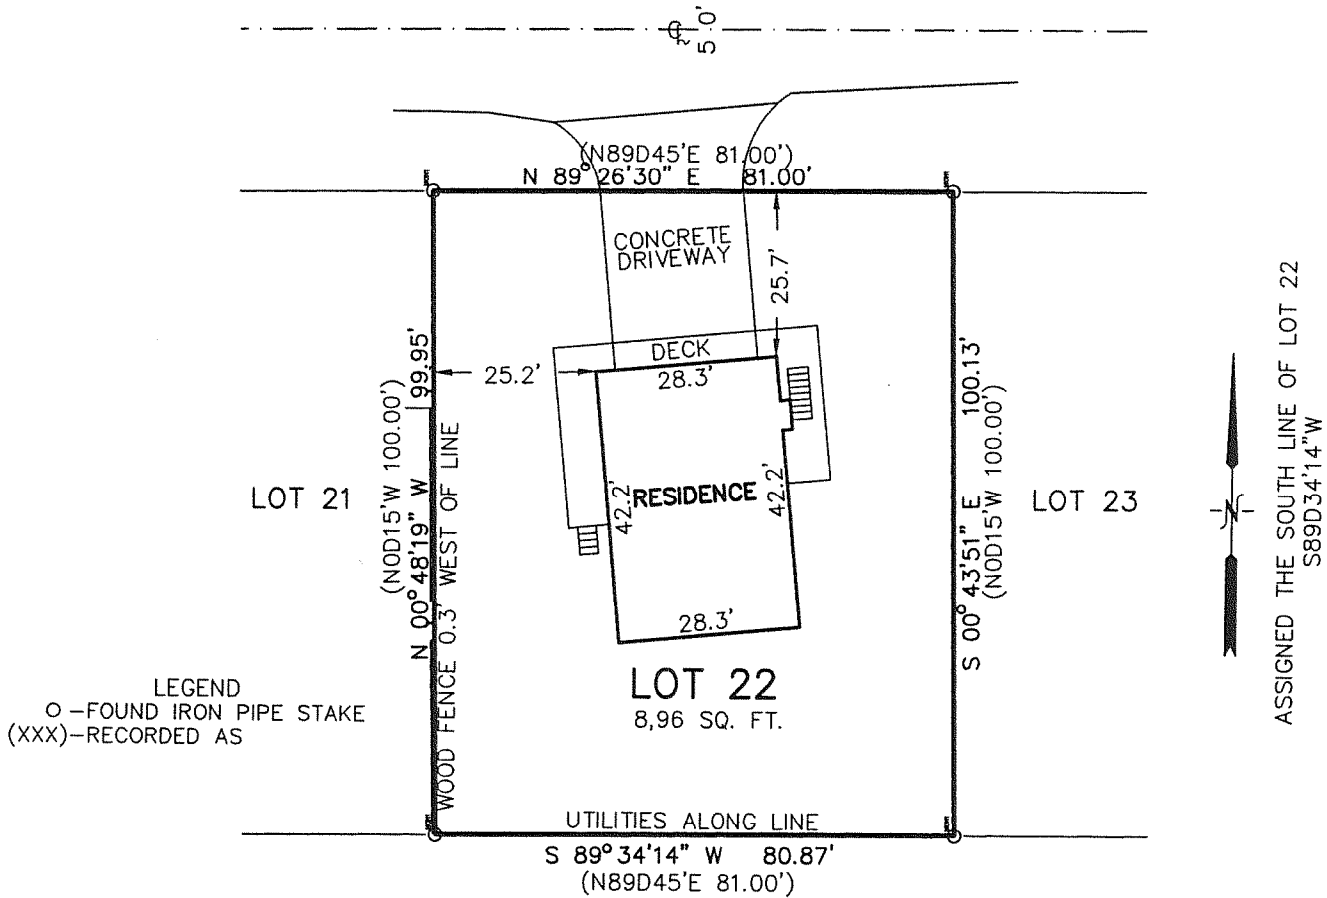 ℄
50'
(N89D45'E 81.00')
N 89°26'30" E 81.00'
CONCRETE
DRIVEWAY
25.7'
DECK
25.2'
28.3'
99.95'
N 00°48'19" W
(N0D15'W 100.00')
WOOD FENCE 0.3' WEST OF LINE
LOT 21
42.2'
RESIDENCE
42.2'
28.3'
100.13'
S 00°43'51" E
(N0D15'W 100.00')
LOT 23
N
ASSIGNED THE SOUTH LINE OF LOT 22
S89D34'14"W
LOT 22
8,96 SQ. FT.
LEGEND
O -FOUND IRON PIPE STAKE
(XXX)-RECORDED AS
UTILITIES ALONG LINE
S 89°34'14" W 80.87'
(N89D45'E 81.00')